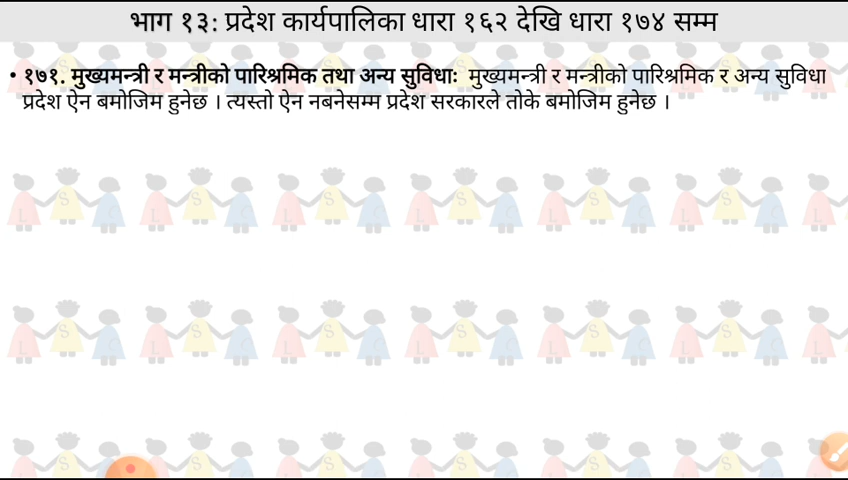 भाग १३: प्रदेश कार्यपालिका धारा १६२ देखि धारा १७४ सम्म
• १७१. मुख्यमन्त्री र मन्त्रीको पारिश्रमिक तथा अन्य सुविधाः मुख्यमन्त्री र मन्त्रीको पारिश्रमिक र अन्य सुविधा
प्रदेश ऐन बमोजिम हुनेछ । त्यस्तो ऐन नबनेसम्म प्रदेश सरकारले तोके बमोजिम हुनेछ ।